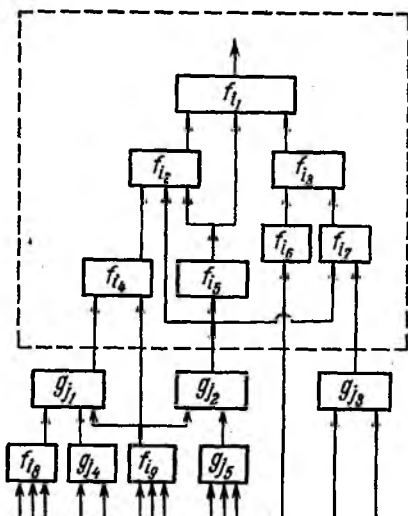 f_{i_1}
f_{i_2} f_{i_3}
f_{i_6} f_{i_7}
f_{i_4} f_{i_5}
g_{j_1} g_{j_2} g_{j_3}
f_{i_8} g_{j_4} f_{i_9} g_{j_5}